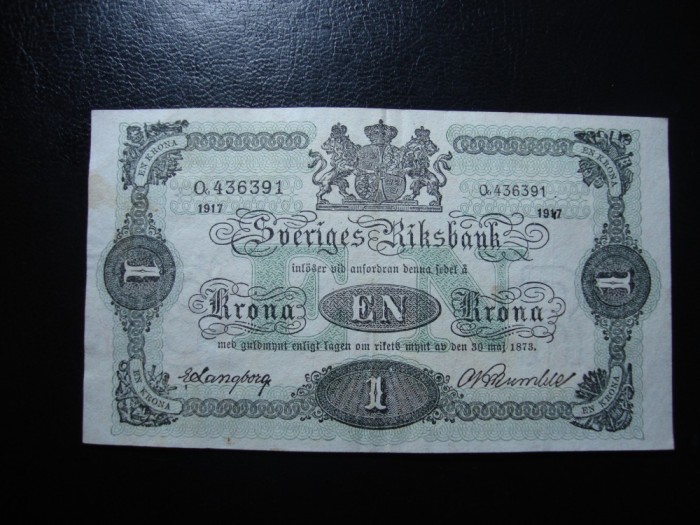 EN KRONA EN KRONA
O. 436391 O. 436391
1917 1917
Sveriges Riksbank
inlöser vid anfordran denna sedel å
1 1
Krona EN Krona
med guldmynt enligt lagen om rikets mynt av den 30 maj 1873.
E Langborg
EN KRONA 1 EN KRONA